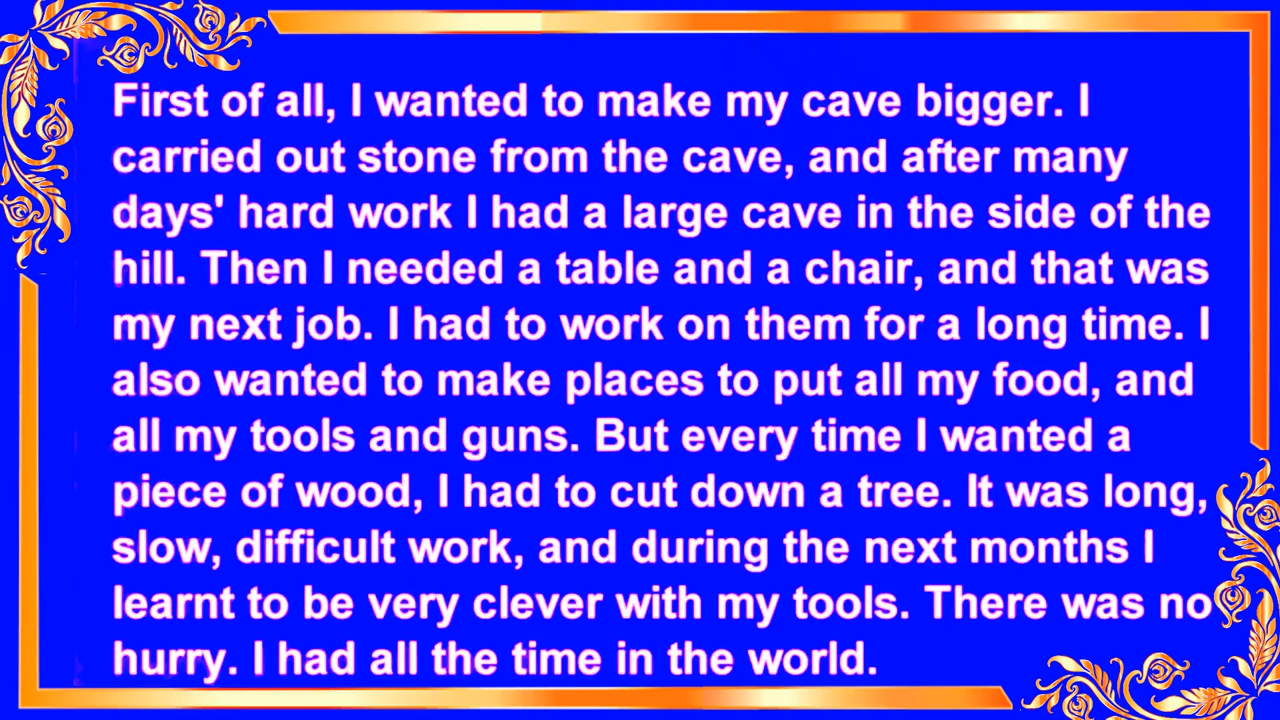 First of all, I wanted to make my cave bigger. I
carried out stone from the cave, and after many
days' hard work I had a large cave in the side of the
hill. Then I needed a table and a chair, and that was
my next job. I had to work on them for a long time. I
also wanted to make places to put all my food, and
all my tools and guns. But every time I wanted a
piece of wood, I had to cut down a tree. It was long,
slow, difficult work, and during the next months I
learnt to be very clever with my tools. There was no
hurry. I had all the time in the world.